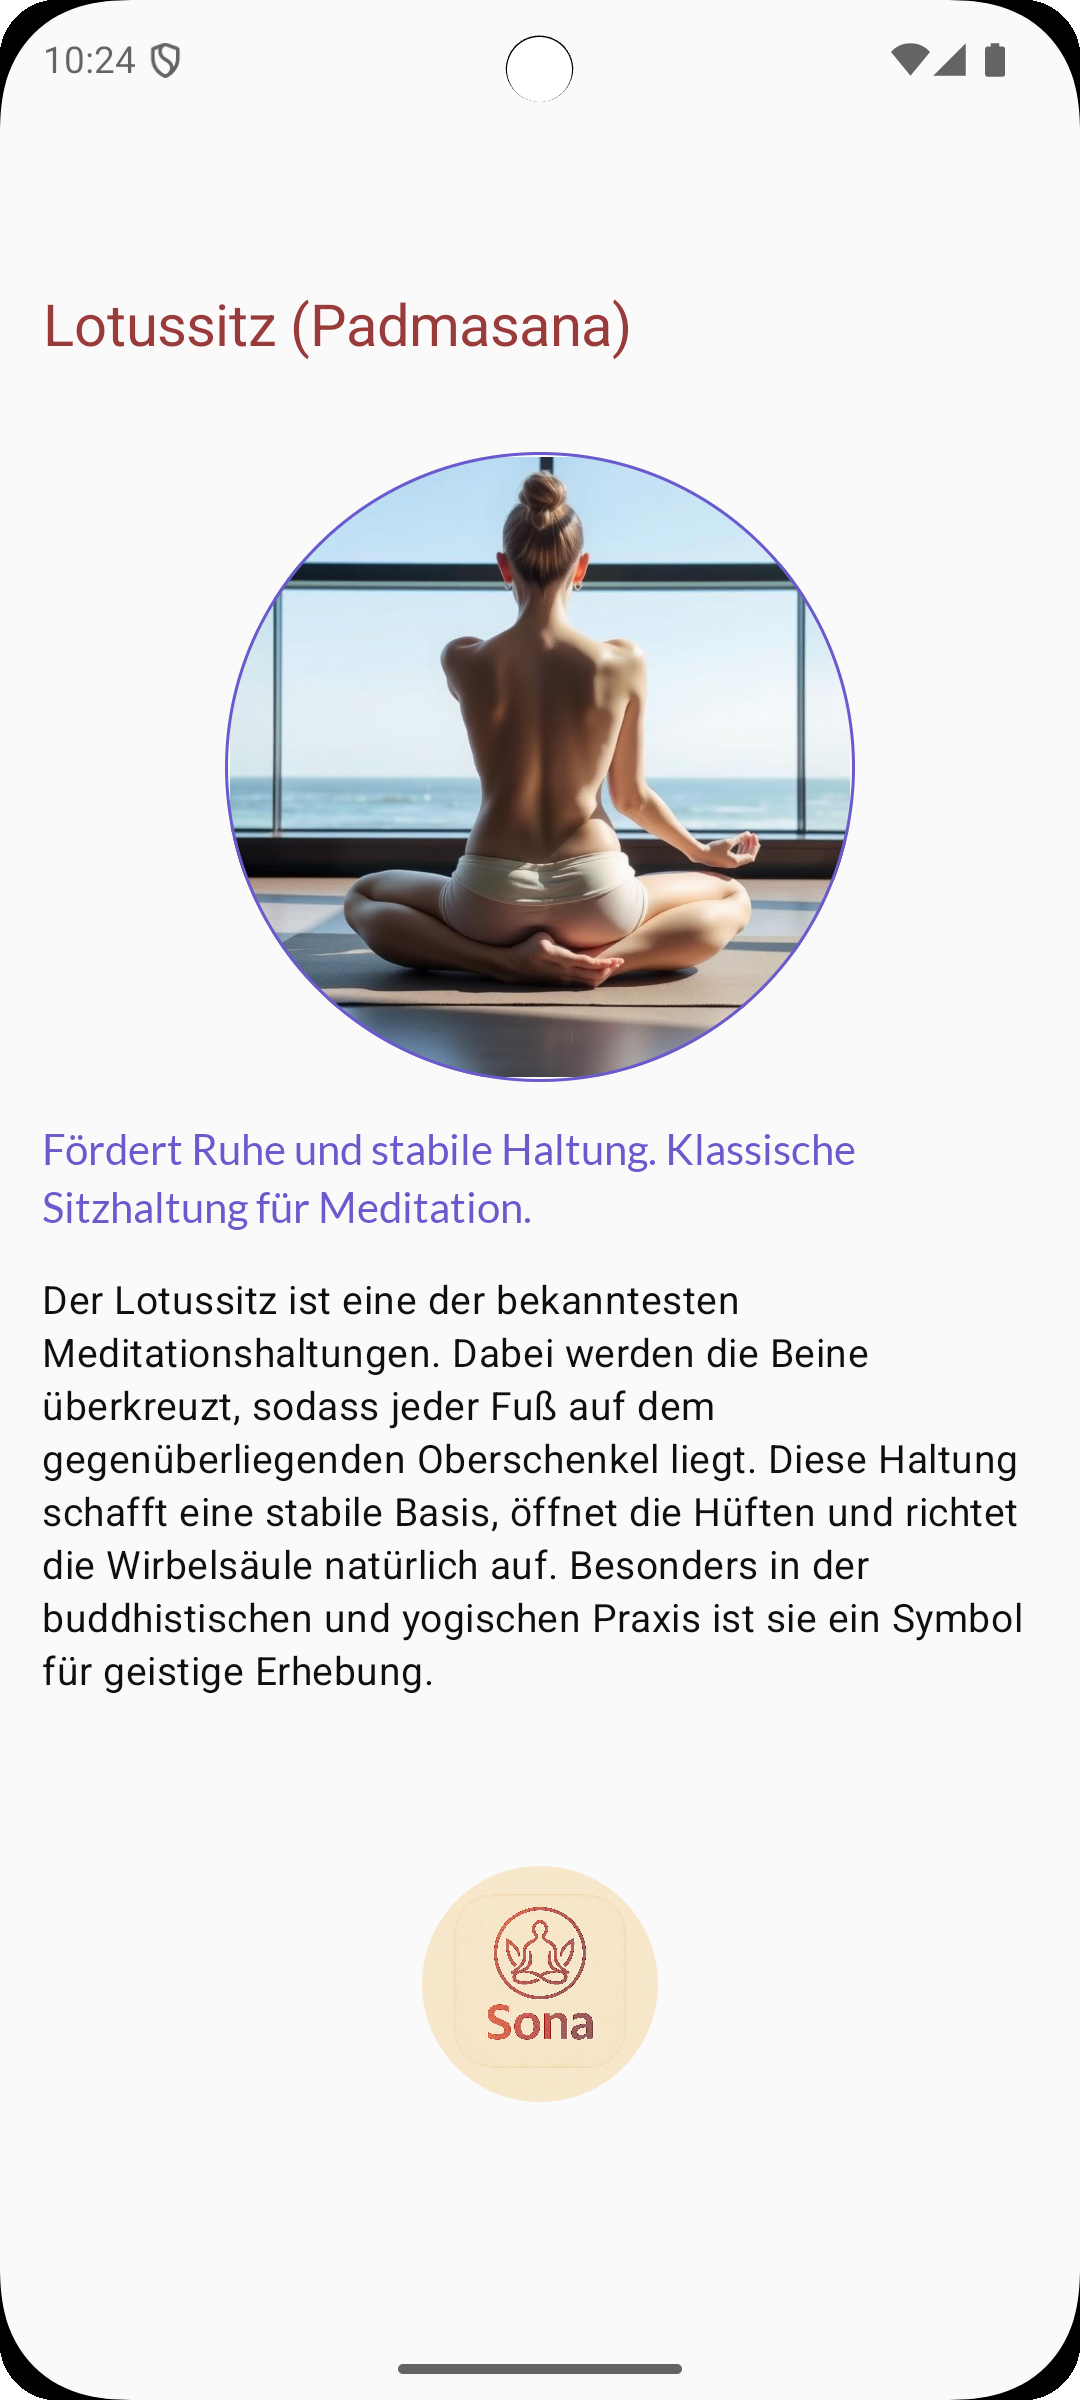 10:24
Lotussitz (Padmasana)
Fördert Ruhe und stabile Haltung. Klassische
Sitzhaltung für Meditation.
Der Lotussitz ist eine der bekanntesten
Meditationshaltungen. Dabei werden die Beine
überkreuzt, sodass jeder Fuß auf dem
gegenüberliegenden Oberschenkel liegt. Diese Haltung
schafft eine stabile Basis, öffnet die Hüften und richtet
die Wirbelsäule natürlich auf. Besonders in der
buddhistischen und yogischen Praxis ist sie ein Symbol
für geistige Erhebung.
Sona